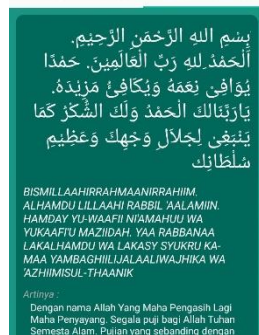 بِسْمِ اللهِ الرَّحْمَنِ الرَّحِيْمِ.
اَلْحَمْدُ لِلهِ رَبِّ الْعَالَمِيْنَ. حَمْدًا
يُوَافِيْ نِعَمَهُ وَيُكَافِئُ مَزِيْدَهُ.
يَارَبَّنَالَكَ الْحَمْدُ وَلَكَ الشُّكْرُ كَمَا
يَنْبَغِيْ لِجَلاَلِ وَجْهِكَ وَعَظِيْمِ
سُلْطَانِكَ
BISMILLAAHIRRAHMAANIRRAHIIM.
ALHAMDU LILLAAHI RABBIL 'AALAMIIN.
HAMDAY YU-WAAFII NI'AMAHUU WA
YUKAAFI'U MAZIIDAH. YAA RABBANAA
LAKALHAMDU WA LAKASY SYUKRU KA-
MAA YAMBAGHIILIJALAALIWAJHIKA WA
'AZHIIMISUL-THAANIK
Artinya :
Dengan nama Allah Yang Maha Pengasih Lagi
Maha Penyayang. Segala puji bagi Allah Tuhan
Semesta Alam. Pujian yang sebanding dengan